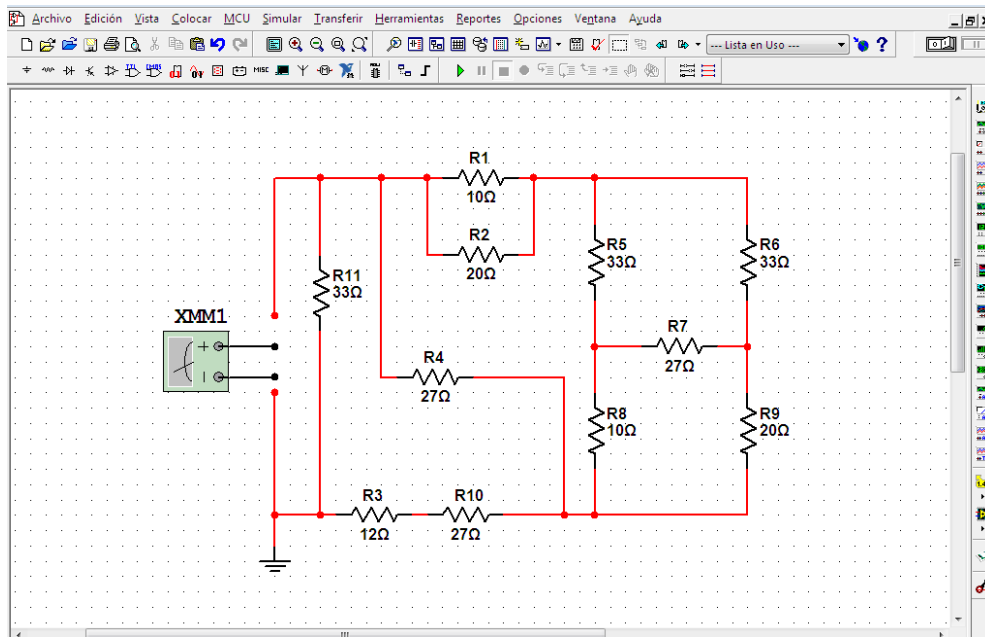 Archivo Edición Vista Colocar MCU Simular Transferir Herramientas Reportes Opciones Ventana Ayuda
--- Lista en Uso ---
?
MISC
R1
10Ω
R2
20Ω
R5
33Ω
R6
33Ω
R11
33Ω
XMM1
R7
27Ω
R4
27Ω
R8
10Ω
R9
20Ω
R3
12Ω
R10
27Ω